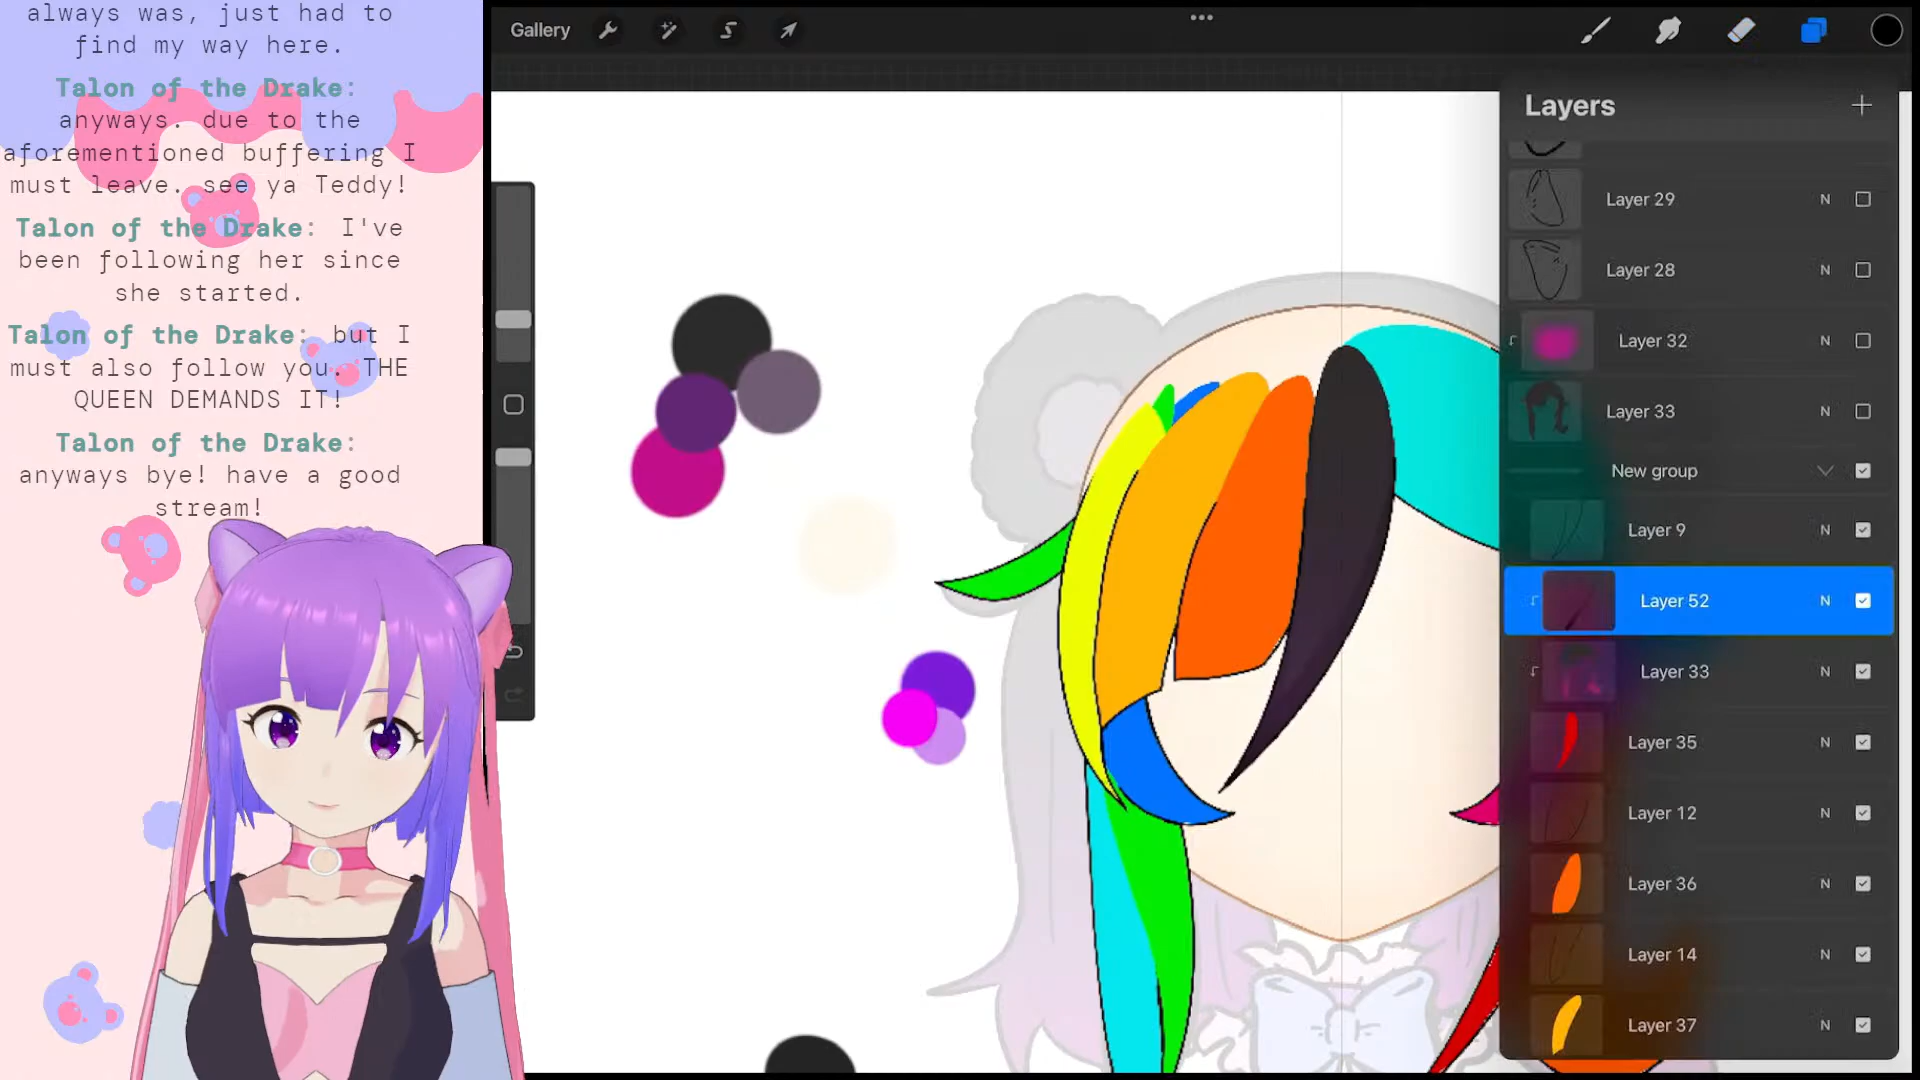 always was, just had to
find my way here.
Talon of the Drake:
anyways. due to the
aforementioned buffering I
must leave. see ya Teddy!
Talon of the Drake: I've
been following her since
she started.
Talon of the Drake: but I
must also follow you. THE
QUEEN DEMANDS IT!
Talon of the Drake:
anyways bye! have a good
stream!
Gallery
Layers
Layer 29 N
Layer 28 N
Layer 32 N
Layer 33 N
New group
Layer 9 N
Layer 52 N
Layer 33 N
Layer 35 N
Layer 12 N
Layer 36 N
Layer 14 N
Layer 37 N